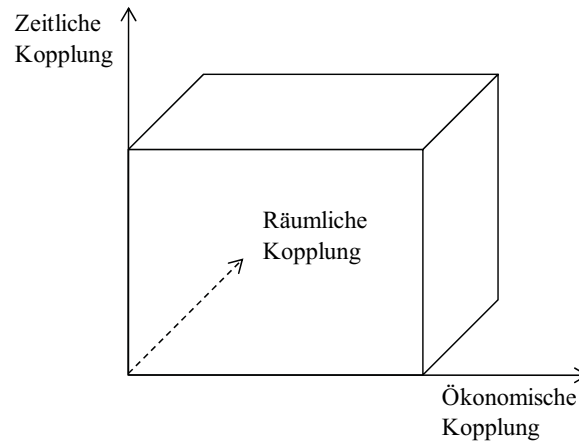 Zeitliche
Kopplung
Räumliche
Kopplung
Ökonomische
Kopplung